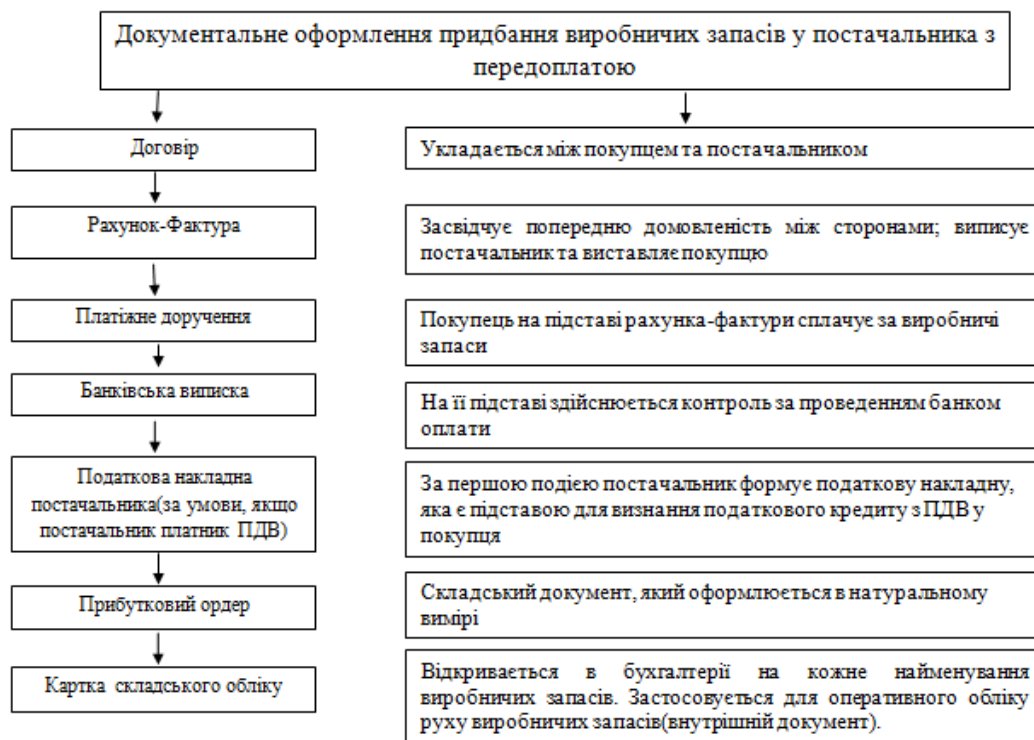 Документальне оформлення придбання виробничих запасів у постачальника з
передоплатою
Договір
Укладається між покупцем та постачальником
Рахунок-Фактура
Засвідчує попередню домовленість між сторонами; виписує
постачальник та виставляє покупцю
Платіжне доручення
Покупець на підставі рахунка-фактури сплачує за виробничі
запаси
Банківська виписка
На її підставі здійснюється контроль за проведенням банком
оплати
Податкова накладна
постачальника(за умови, якщо
постачальник платник ПДВ)
За першою подією постачальник формує податкову накладну,
яка є підставою для визнання податкового кредиту з ПДВ у
покупця
Прибутковий ордер
Складський документ, який оформлюється в натуральному
вимірі
Картка складського обліку
Відкривається в бухгалтерії на кожне найменування
виробничих запасів. Застосовується для оперативного обліку
руху виробничих запасів(внутрішній документ).